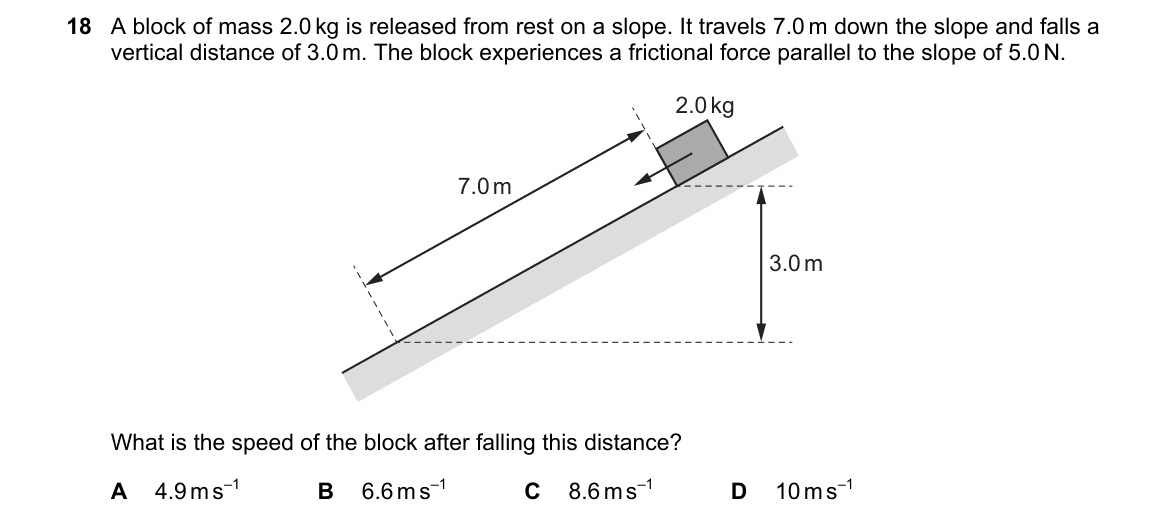 18 A block of mass 2.0 kg is released from rest on a slope. It travels 7.0 m down the slope and falls a
vertical distance of 3.0 m. The block experiences a frictional force parallel to the slope of 5.0 N.
2.0 kg
7.0 m
3.0 m
What is the speed of the block after falling this distance?
A 4.9 m s⁻¹ B 6.6 m s⁻¹ C 8.6 m s⁻¹ D 10 m s⁻¹